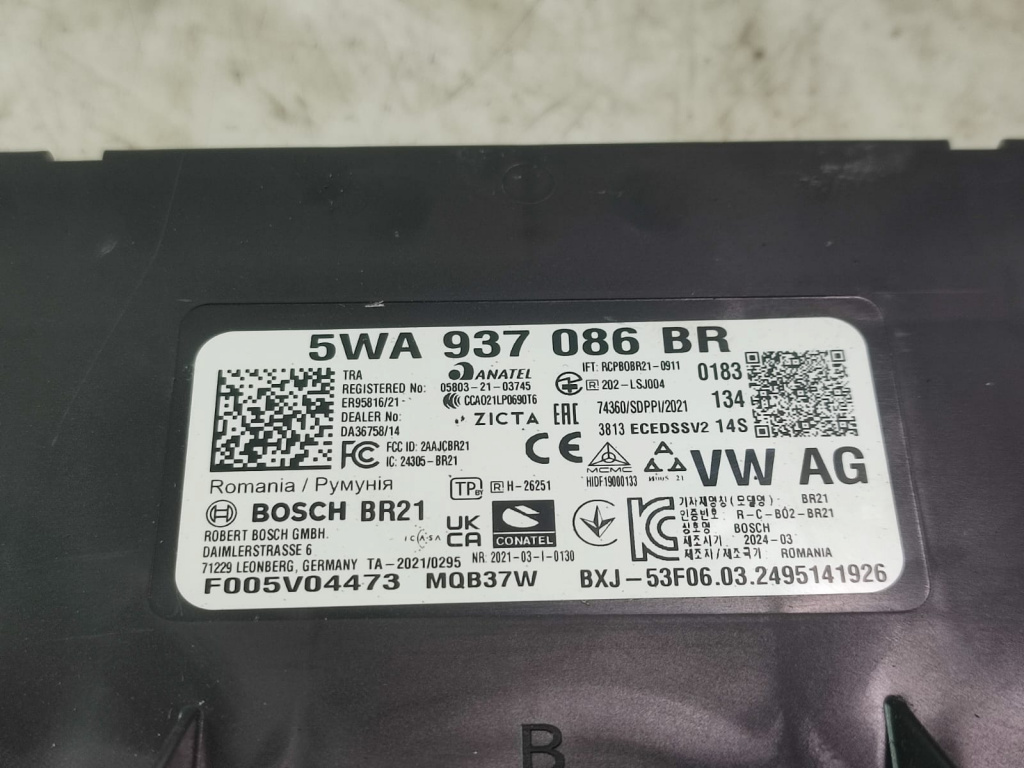 5WA 937 086 BR
TRA
REGISTERED No:
ER95816/21
DEALER No:
DA36758/14
ANATEL
05803-21-03745
CCAO21LP0690T6
ZICTA
EAC
IFT: RCPBOBR21-0911
R 202-LSJ004
74360/SDPPI/2021
3813 ECEDSSV2 14S
0183
134
FC FCC ID: 2AAJCBR21
IC: 24305-BR21
CE
MCMC
HIDF19000133
VW AG
Romania / Румунія
TP
R H-26251
BOSCH BR21
ROBERT BOSCH GMBH.
DAIMLERSTRASSE 6
71229 LEONBERG, GERMANY TA-2021/0295
ICASA
UK
CA
CONATEL
NR: 2021-03-I-0130
KC
기자재명칭(모델명) : BR21
인증번호: R-C-BO2-BR21
상호명 BOSCH
제조시기 : 2024-03
제조자/제조국가 : ROMANIA
F005V04473 MQB37W BXJ-53F06.03.2495141926
B